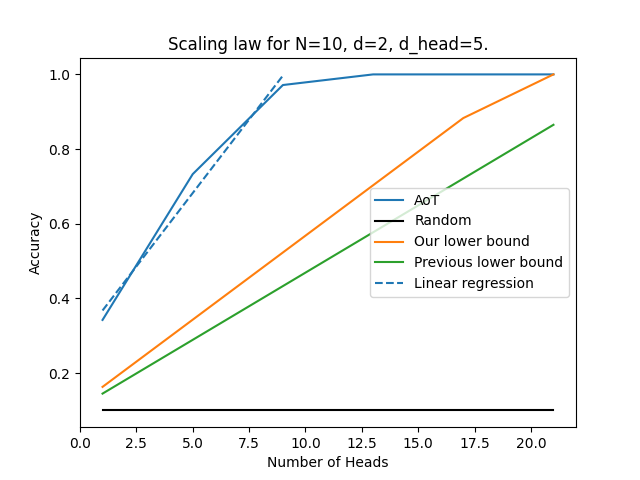 Scaling law for N=10, d=2, d_head=5.
1.0
0.8
0.6
0.4
0.2
Accuracy
AoT
Random
Our lower bound
Previous lower bound
Linear regression
0.0 2.5 5.0 7.5 10.0 12.5 15.0 17.5 20.0
Number of Heads